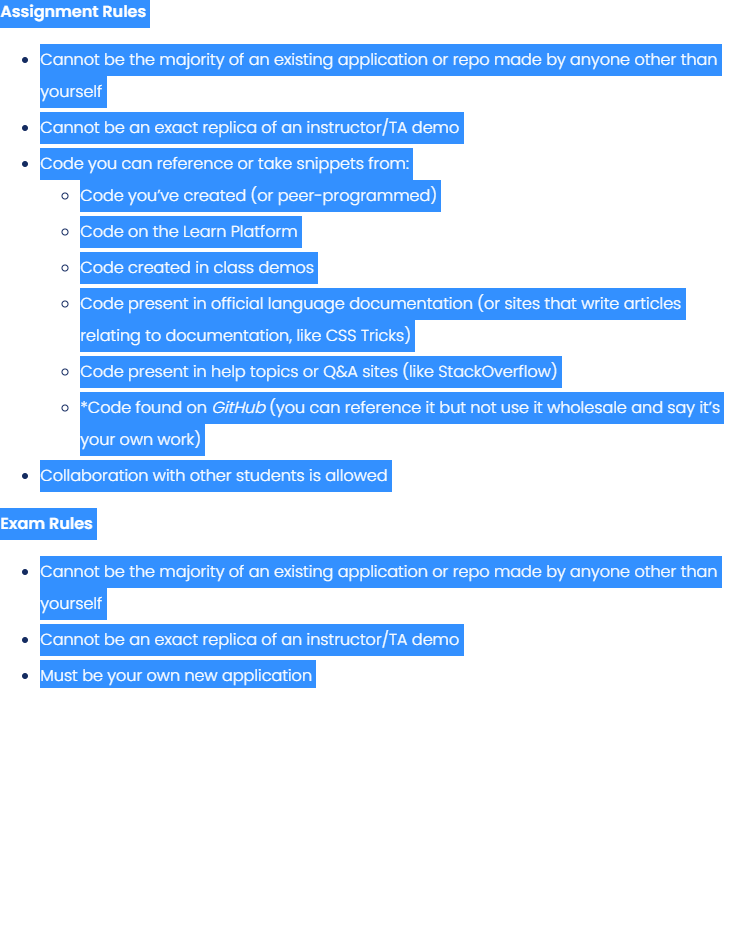 Assignment Rules
Cannot be the majority of an existing application or repo made by anyone other than
yourself
Cannot be an exact replica of an instructor/TA demo
Code you can reference or take snippets from:
Code you’ve created (or peer-programmed)
Code on the Learn Platform
Code created in class demos
Code present in official language documentation (or sites that write articles
relating to documentation, like CSS Tricks)
Code present in help topics or Q&A sites (like StackOverflow)
*Code found on GitHub (you can reference it but not use it wholesale and say it’s
your own work)
Collaboration with other students is allowed
Exam Rules
Cannot be the majority of an existing application or repo made by anyone other than
yourself
Cannot be an exact replica of an instructor/TA demo
Must be your own new application